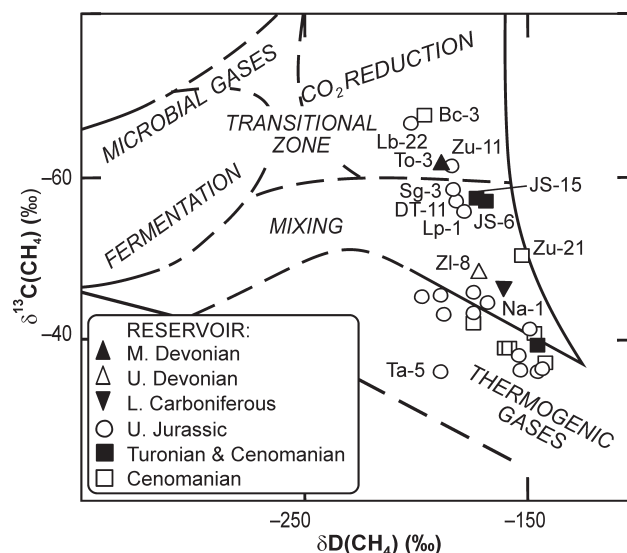 MICROBIAL GASES
CO₂ REDUCTION
TRANSITIONAL
ZONE
FERMENTATION
MIXING
THERMOGENIC
GASES
Bc-3
Lb-22
Zu-11
To-3
JS-15
Sg-3
DT-11
JS-6
Lp-1
Zu-21
Zl-8
Na-1
Ta-5
–60
–40
δ¹³C(CH₄) (‰)
RESERVOIR:
M. Devonian
U. Devonian
L. Carboniferous
U. Jurassic
Turonian & Cenomanian
Cenomanian
–250
–150
δD(CH₄) (‰)